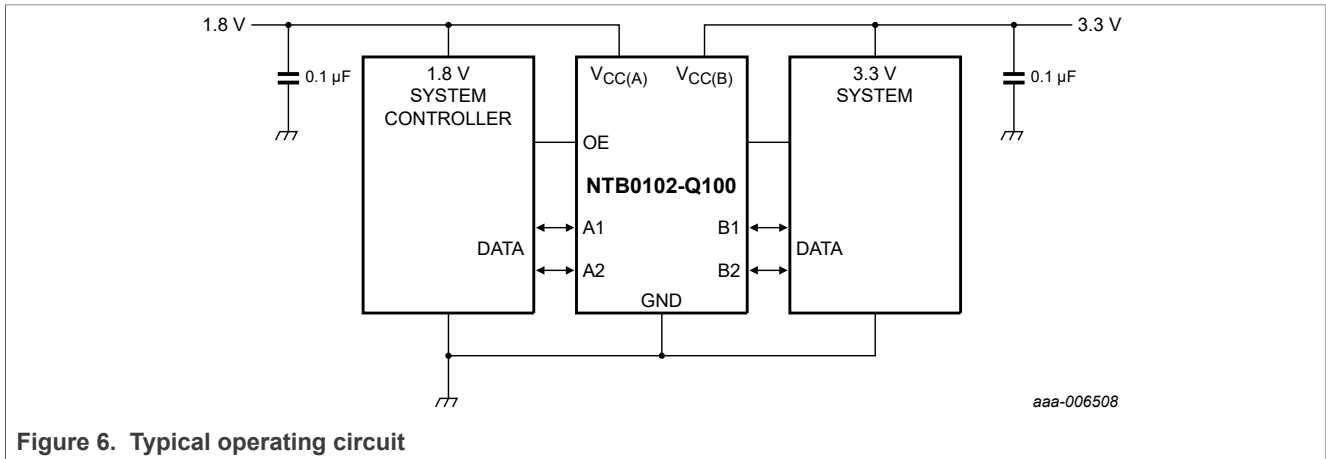 1.8 V
3.3 V
0.1 µF
1.8 V
SYSTEM
CONTROLLER
VCC(A)
VCC(B)
3.3 V
SYSTEM
0.1 µF
OE
NTB0102-Q100
A1
B1
DATA
DATA
A2
B2
GND
aaa-006508
Figure 6. Typical operating circuit